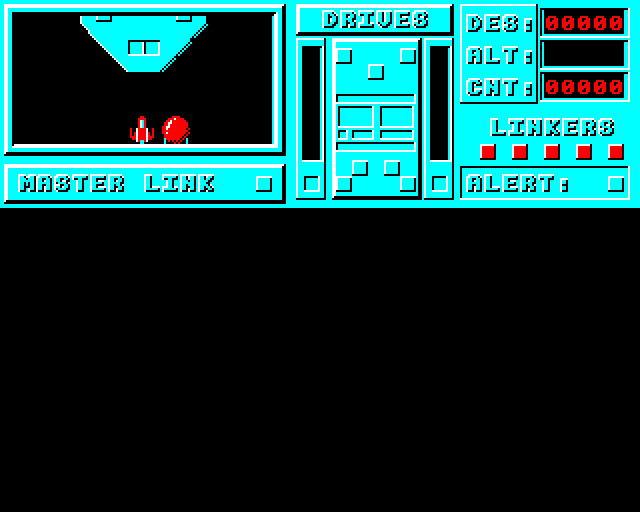 DRIVES
DES: 00000
ALT:
CNT: 00000
LINKERS
MASTER LINK
ALERT: